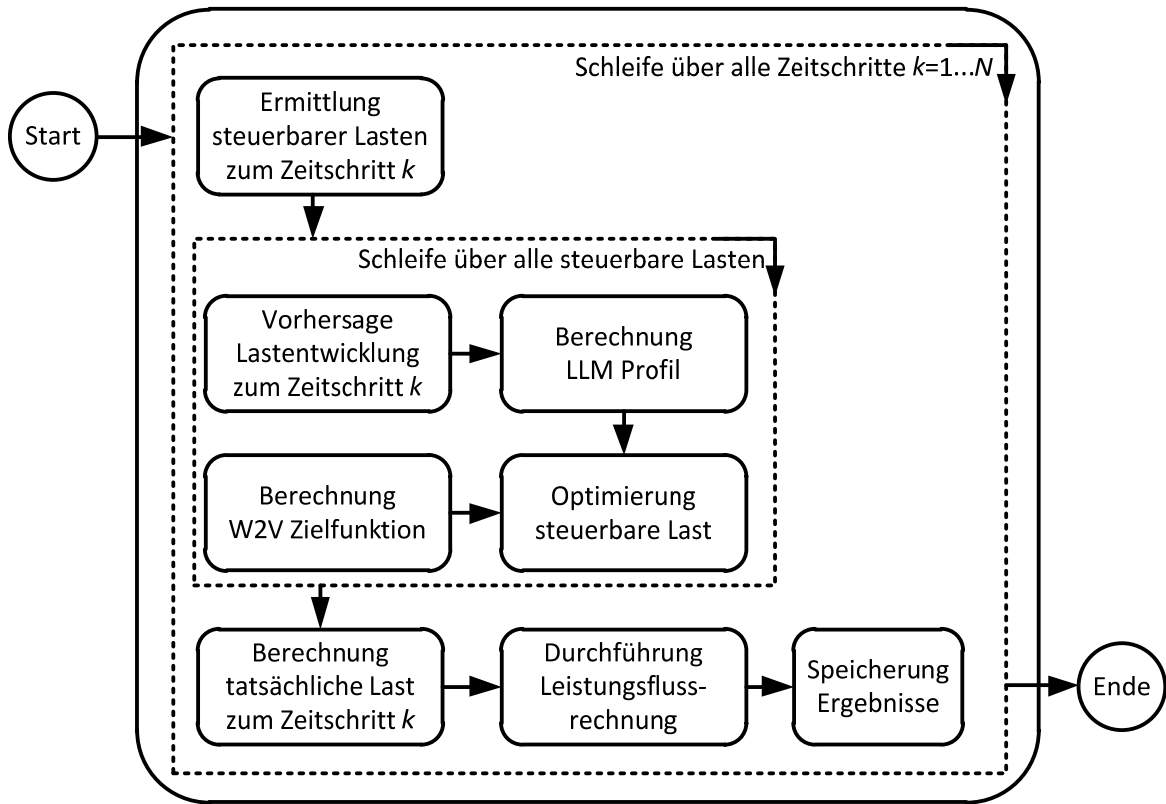 Schleife über alle Zeitschritte k=1...N
Start
Ermittlung
steuerbarer Lasten
zum Zeitschritt k
Schleife über alle steuerbare Lasten
Vorhersage
Lastentwicklung
zum Zeitschritt k
Berechnung
LLM Profil
Berechnung
W2V Zielfunktion
Optimierung
steuerbare Last
Berechnung
tatsächliche Last
zum Zeitschritt k
Durchführung
Leistungsfluss-
rechnung
Speicherung
Ergebnisse
Ende